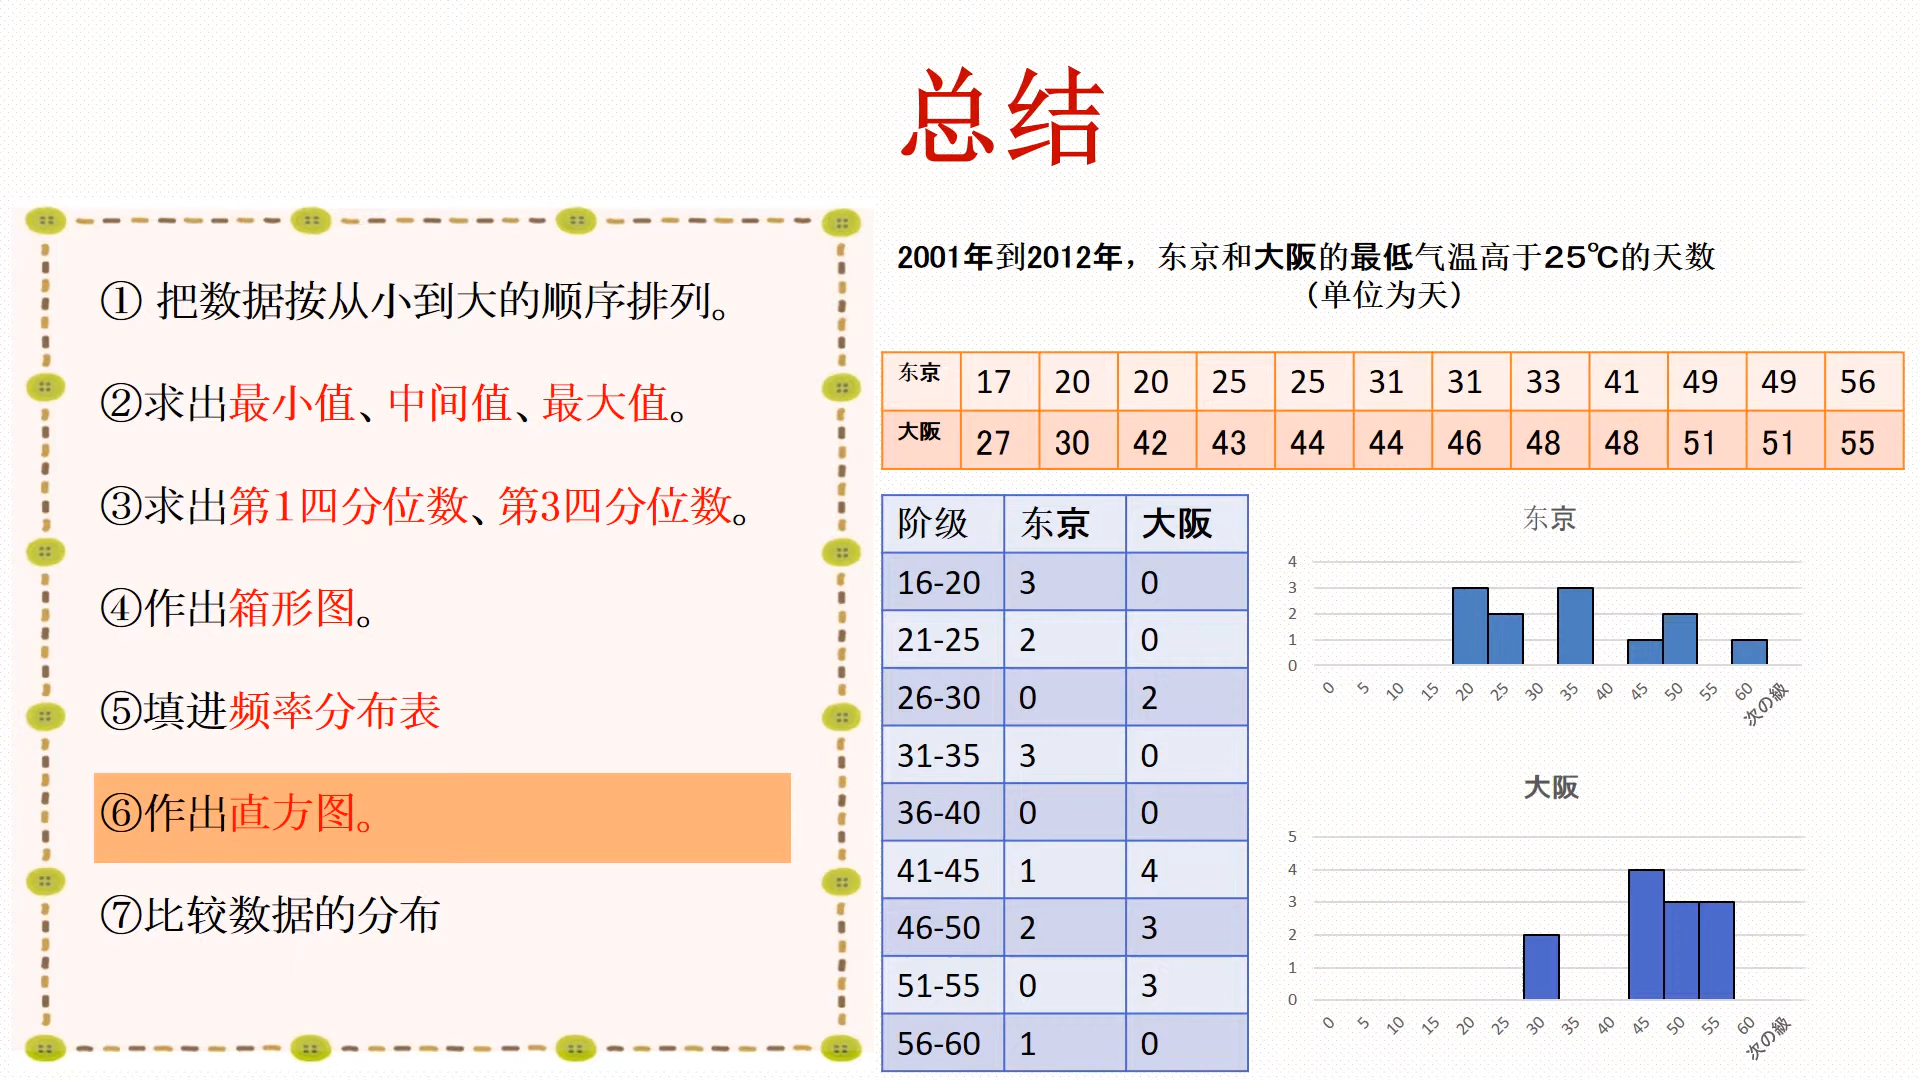 总结
① 把数据按从小到大的顺序排列。
②求出最小值、中间值、最大值。
③求出第1四分位数、第3四分位数。
④作出箱形图。
⑤填进频率分布表
⑥作出直方图。
⑦比较数据的分布
2001年到2012年，东京和大阪的最低气温高于25℃的天数
（单位为天）
东京 17 20 20 25 25 31 31 33 41 49 49 56
大阪 27 30 42 43 44 44 46 48 48 51 51 55
阶级 东京 大阪
16-20 3 0
21-25 2 0
26-30 0 2
31-35 3 0
36-40 0 0
41-45 1 4
46-50 2 3
51-55 0 3
56-60 1 0
东京
4
3
2
1
0
0 5 10 15 20 25 30 35 40 45 50 55 60 次の級
大阪
5
4
3
2
1
0
0 5 10 15 20 25 30 35 40 45 50 55 60 次の級